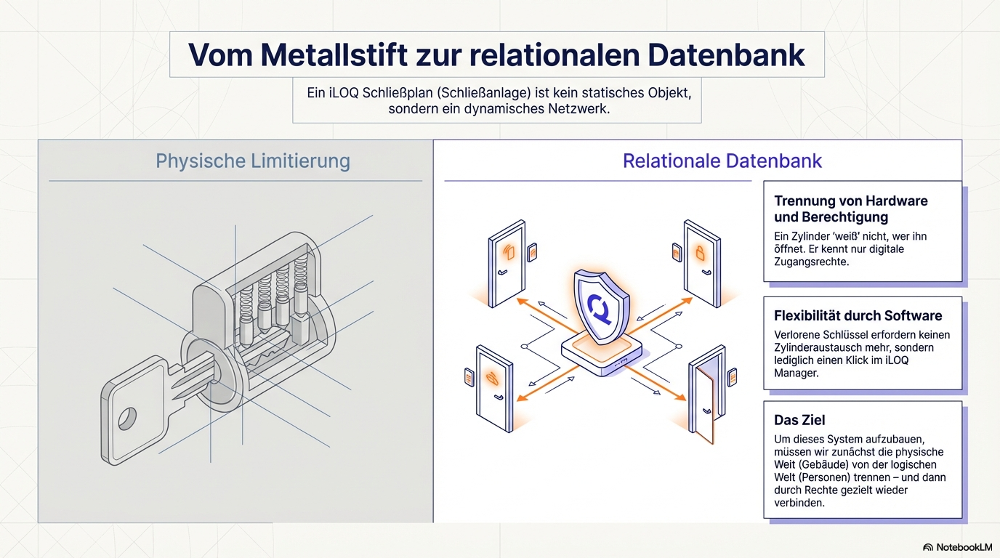 Vom Metallstift zur relationalen Datenbank
Ein iLOQ Schließplan (Schließanlage) ist kein statisches Objekt,
sondern ein dynamisches Netzwerk.
Physische Limitierung
Relationale Datenbank
Trennung von Hardware
und Berechtigung
Ein Zylinder 'weiß' nicht, wer ihn
öffnet. Er kennt nur digitale
Zugangsrechte.
Flexibilität durch Software
Verlorene Schlüssel erfordern keinen
Zylinderaustausch mehr, sondern
lediglich einen Klick im iLOQ
Manager.
Das Ziel
Um dieses System aufzubauen,
müssen wir zunächst die physische
Weit (Gebäude) von der logischen
Welt (Personen) trennen – und dann
durch Rechte gezielt wieder
verbinden.
NotebookLM